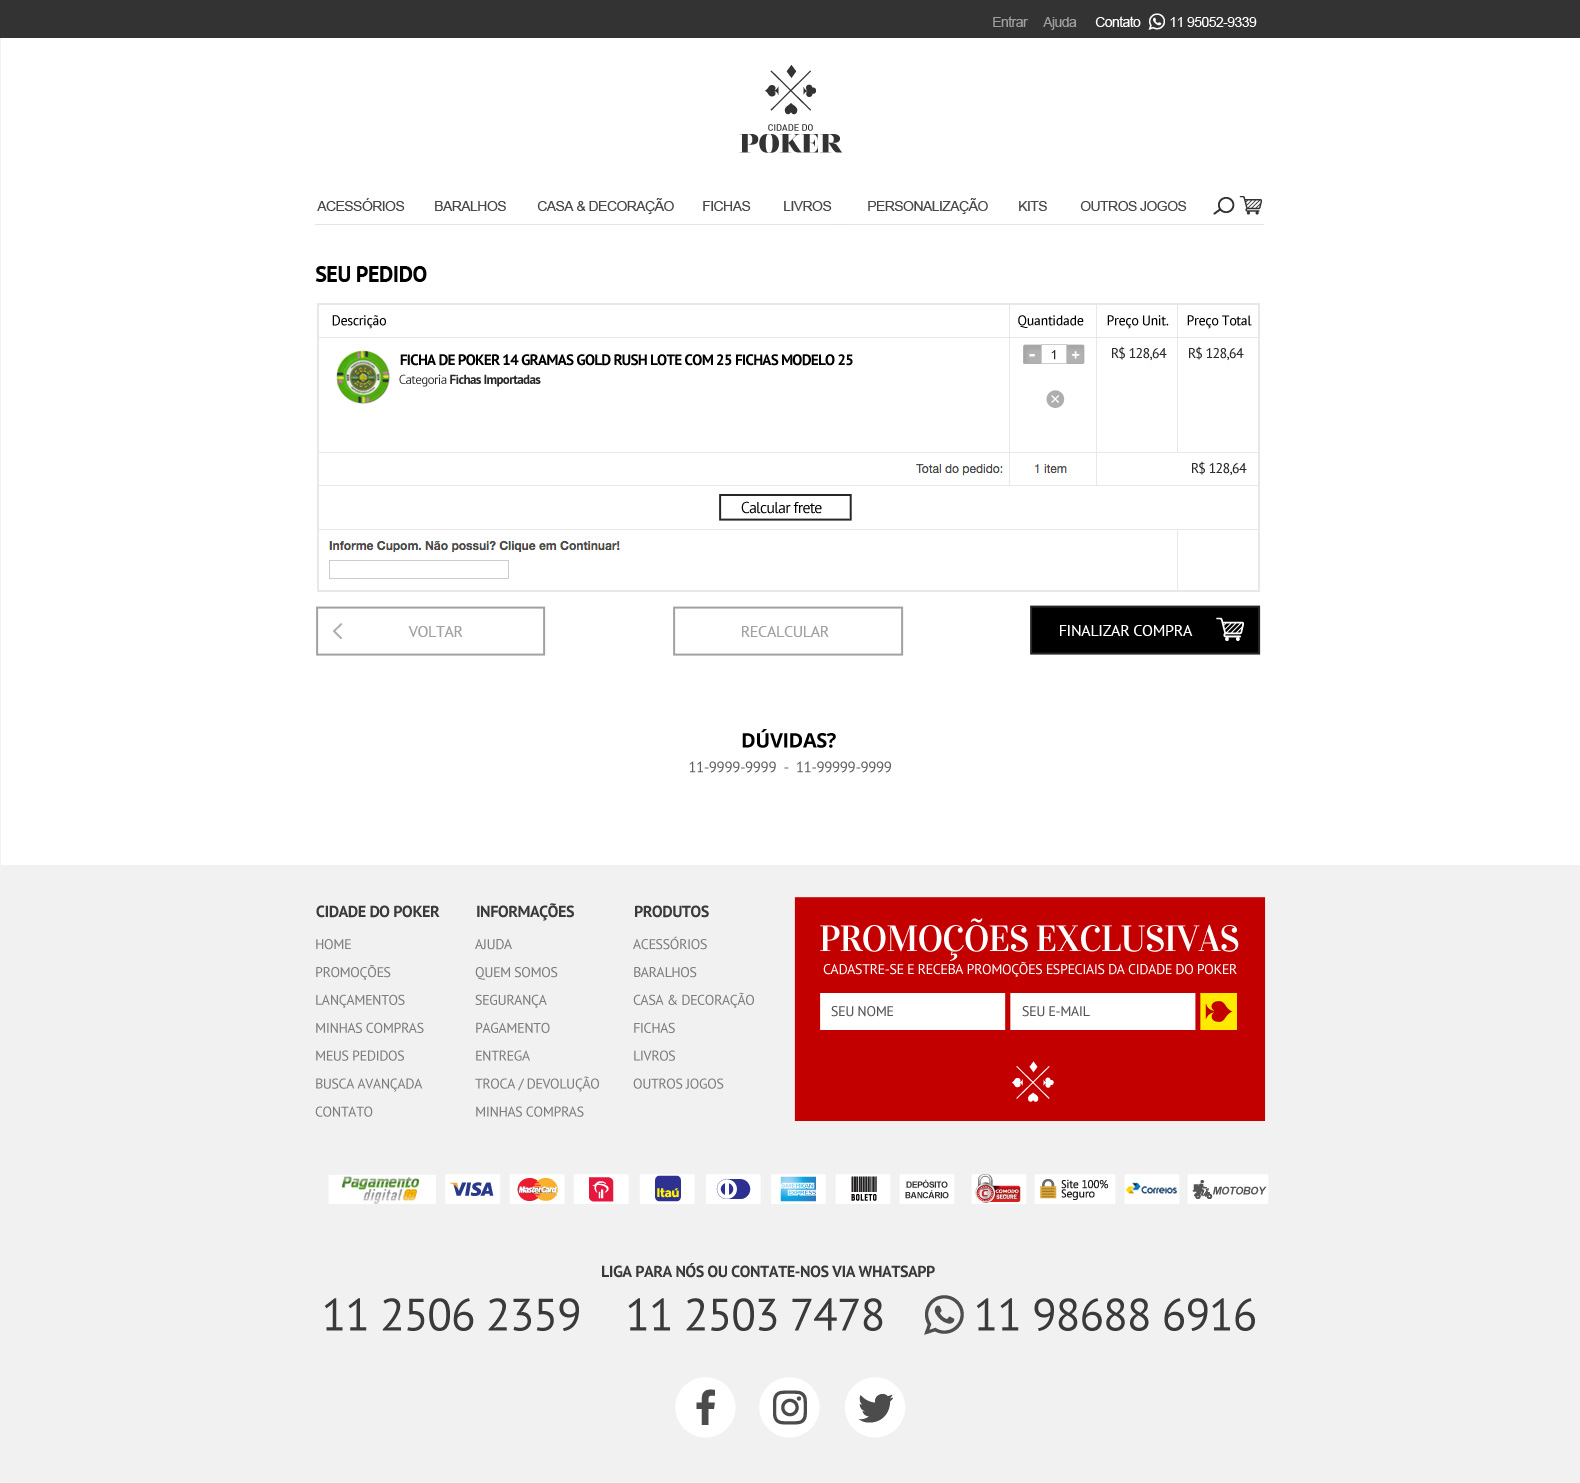 Entrar Ajuda Contato 11 95052-9339
CIDADE DO
POKER
ACESSÓRIOS BARALHOS CASA & DECORAÇÃO FICHAS LIVROS PERSONALIZAÇÃO KITS OUTROS JOGOS
SEU PEDIDO
Descrição Quantidade Preço Unit. Preço Total
FICHA DE POKER 14 GRAMAS GOLD RUSH LOTE COM 25 FICHAS MODELO 25 - 1 + R$ 128,64 R$ 128,64
Categoria Fichas Importadas
Total do pedido: 1 item R$ 128,64
Calcular frete
Informe Cupom. Não possui? Clique em Continuar!
VOLTAR RECALCULAR FINALIZAR COMPRA
DÚVIDAS?
11-9999-9999 - 11-99999-9999
CIDADE DO POKER
HOME
PROMOÇÕES
LANÇAMENTOS
MINHAS COMPRAS
MEUS PEDIDOS
BUSCA AVANÇADA
CONTATO
INFORMAÇÕES
AJUDA
QUEM SOMOS
SEGURANÇA
PAGAMENTO
ENTREGA
TROCA / DEVOLUÇÃO
MINHAS COMPRAS
PRODUTOS
ACESSÓRIOS
BARALHOS
CASA & DECORAÇÃO
FICHAS
LIVROS
OUTROS JOGOS
PROMOÇÕES EXCLUSIVAS
CADASTRE-SE E RECEBA PROMOÇÕES ESPECIAIS DA CIDADE DO POKER
SEU NOME SEU E-MAIL
Pagamento
digital
VISA
MasterCard
Itaú
AMERICAN
EXPRESS
BOLETO
DEPÓSITO
BANCÁRIO
COMODO
SECURE
Site 100%
Seguro
Correios
MOTOBOY
LIGA PARA NÓS OU CONTATE-NOS VIA WHATSAPP
11 2506 2359 11 2503 7478 11 98688 6916